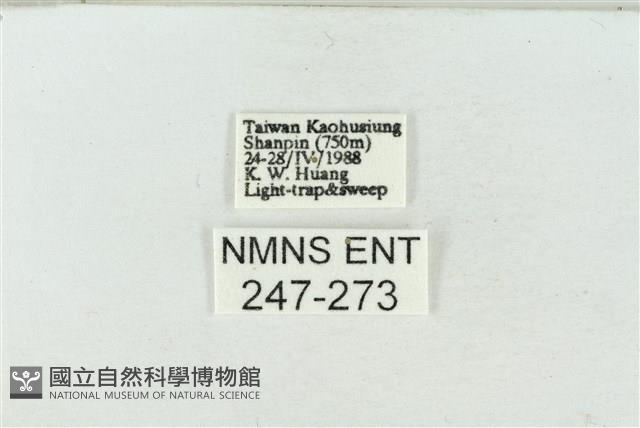 Taiwan Kaohusiung
Shanpin (750m)
24-28/IV/1988
K. W. Huang
Light-trap&sweep
NMNS ENT
247-273
國立自然科學博物館
NATIONAL MUSEUM OF NATURAL SCIENCE